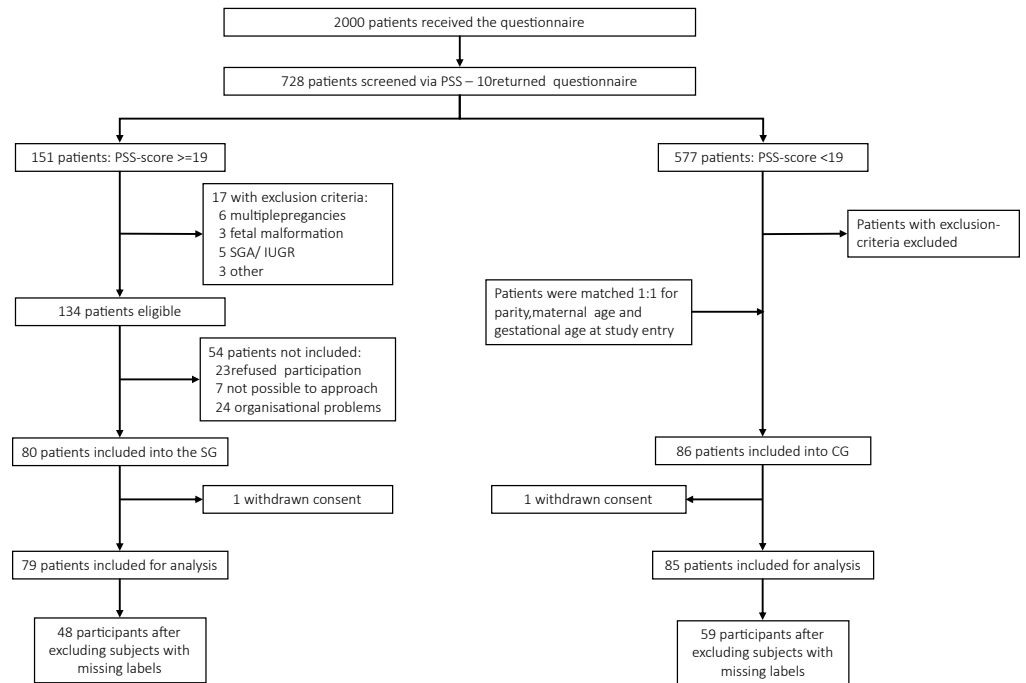 2000 patients received the questionnaire
728 patients screened via PSS – 10returned questionnaire
151 patients: PSS-score >=19
577 patients: PSS-score <19
17 with exclusion criteria:
6 multiplepregancies
3 fetal malformation
5 SGA/ IUGR
3 other
Patients with exclusion-
criteria excluded
134 patients eligible
Patients were matched 1:1 for
parity,maternal age and
gestational age at study entry
54 patients not included:
23refused participation
7 not possible to approach
24 organisational problems
80 patients included into the SG
86 patients included into CG
1 withdrawn consent
1 withdrawn consent
79 patients included for analysis
85 patients included for analysis
48 participants after
excluding subjects with
missing labels
59 participants after
excluding subjects with
missing labels